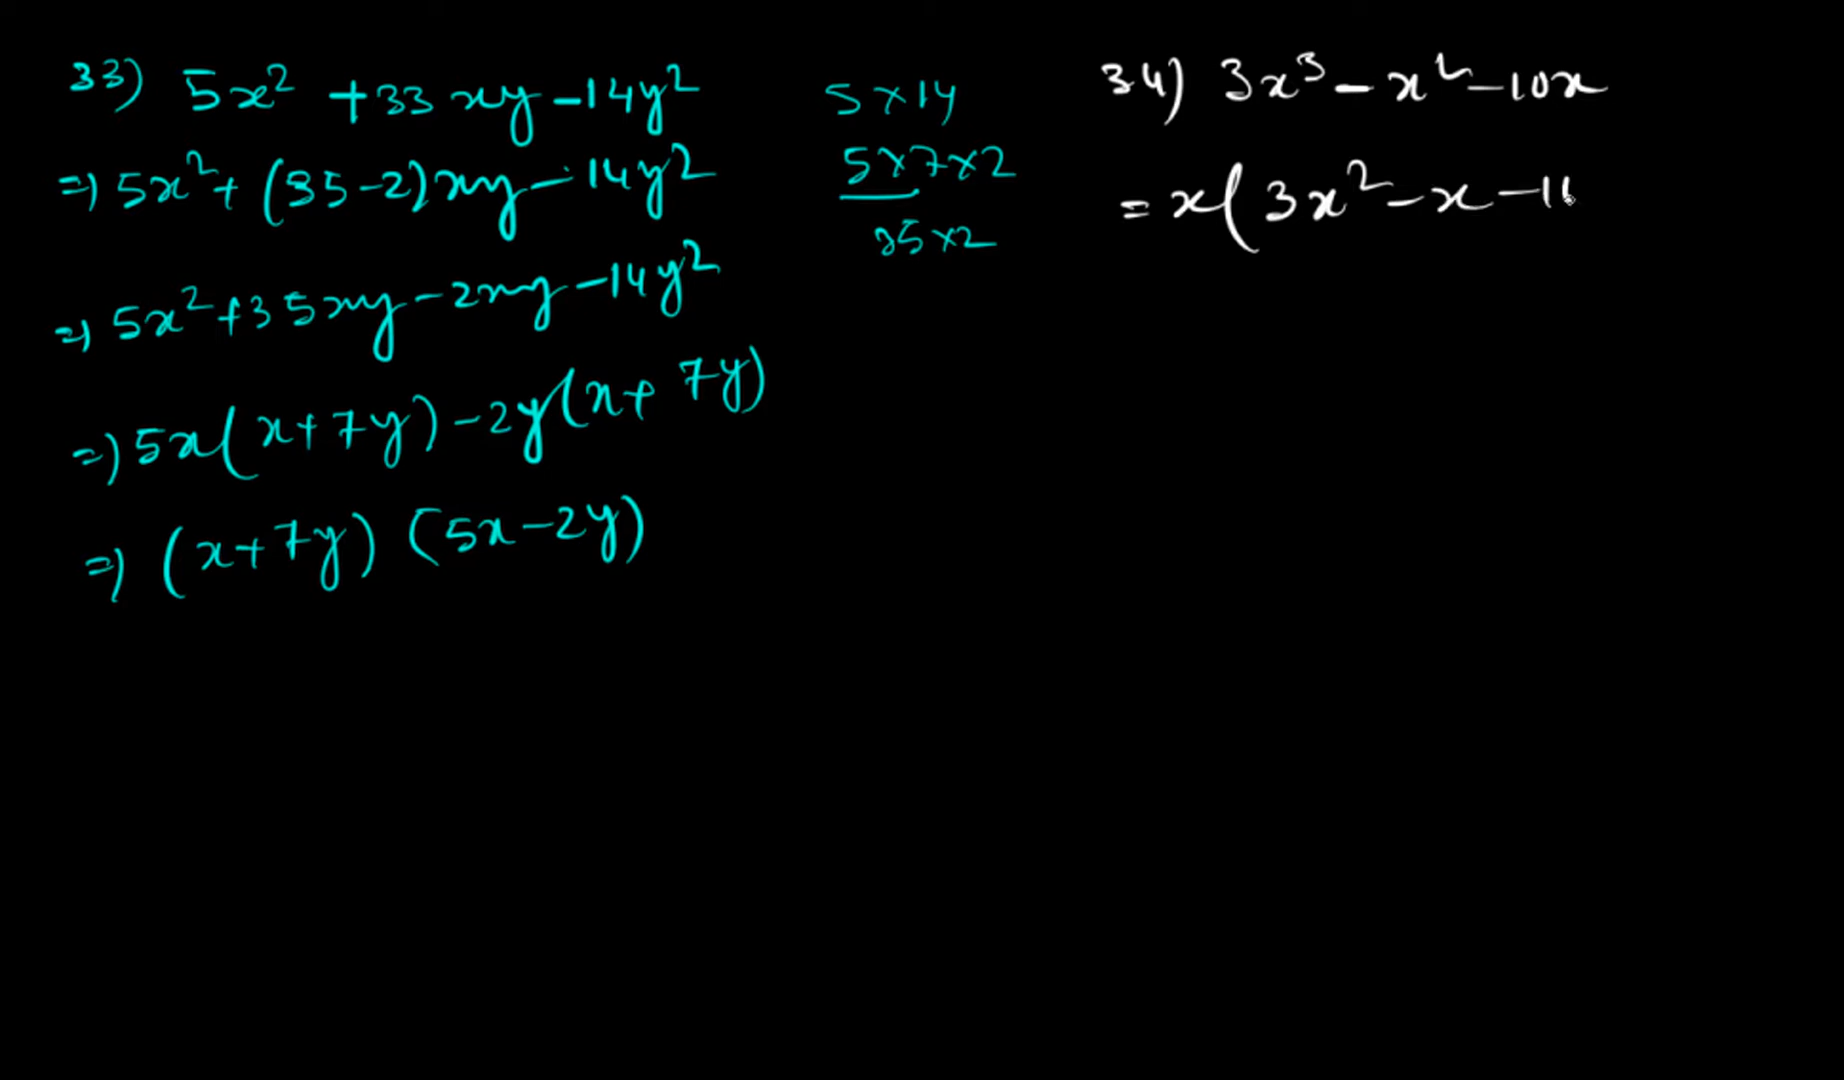 33) 5x² + 33xy - 14y²
=) 5x² + (35-2)xy - 14y²
=) 5x² + 35xy - 2xy - 14y²
=) 5x(x+7y) - 2y(x+7y)
=) (x+7y) (5x-2y)
5 × 14
5×7×2
35×2
34) 3x³ - x² - 10x
= x(3x² - x - 1